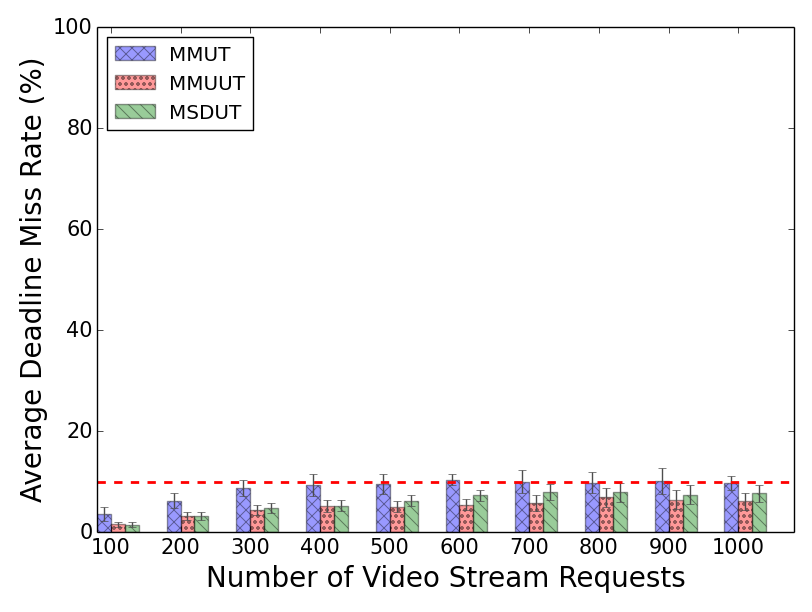 100
80
60
40
20
0
Average Deadline Miss Rate (%)
MMUT
MMUUT
MSDUT
100 200 300 400 500 600 700 800 900 1000
Number of Video Stream Requests